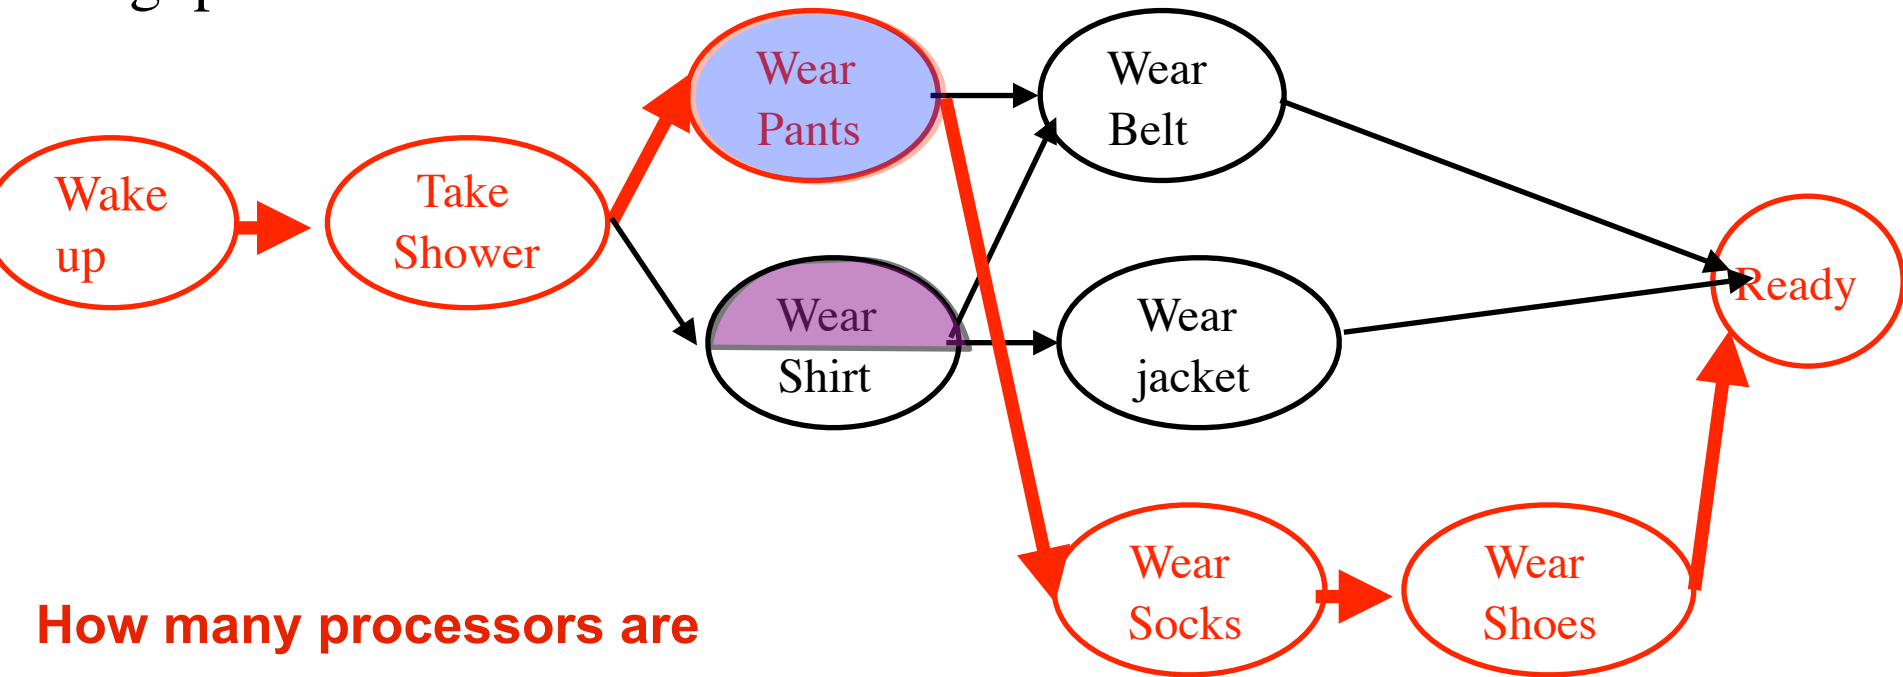 Wake
up
Take
Shower
Wear
Pants
Wear
Shirt
Wear
Belt
Wear
jacket
Wear
Socks
Wear
Shoes
Ready
How many processors are